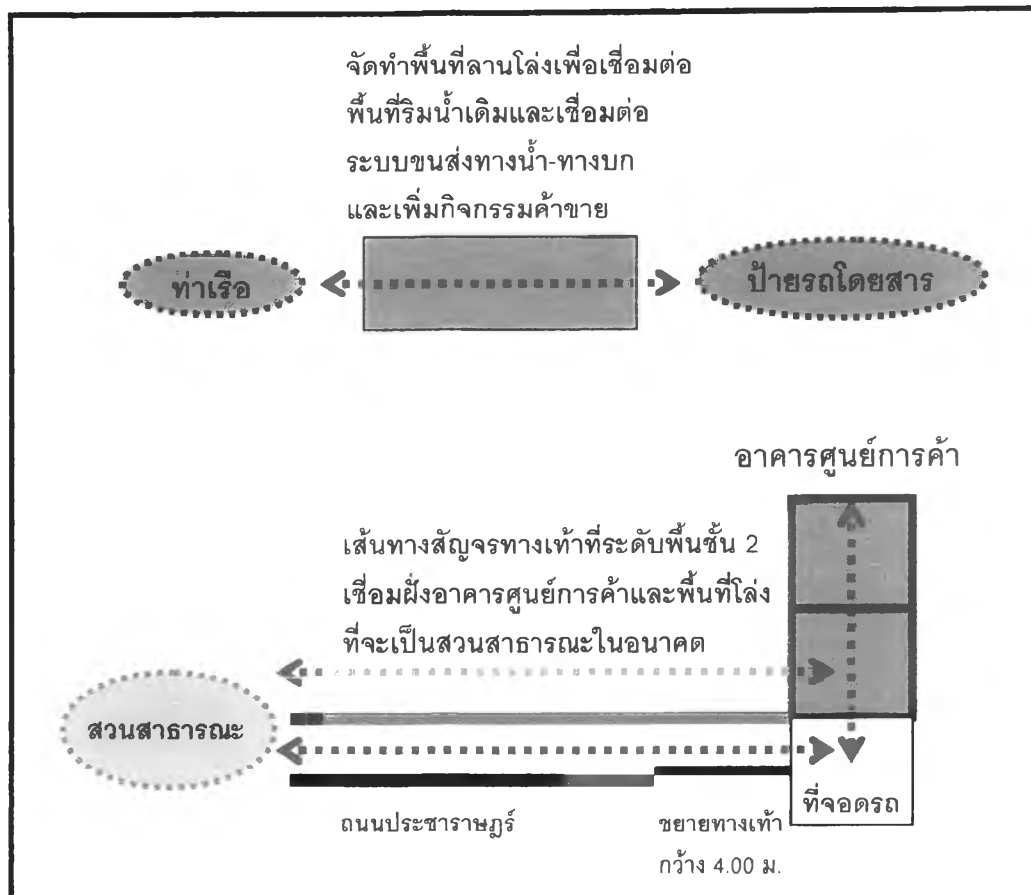 จัดทำพื้นที่ลานโล่งเพื่อเชื่อมต่อ
พื้นที่ริมน้ำเดิมและเชื่อมต่อ
ระบบขนส่งทางน้ำ-ทางบก
และเพิ่มกิจกรรมค้าขาย
ท่าเรือ
ป้ายรถโดยสาร
อาคารศูนย์การค้า
เส้นทางสัญจรทางเท้าที่ระดับพื้นชั้น 2
เชื่อมฝั่งอาคารศูนย์การค้าและพื้นที่โล่ง
ที่จะเป็นสวนสาธารณะในอนาคต
สวนสาธารณะ
ที่จอดรถ
ถนนประชาราษฎร์
ขยายทางเท้า
กว้าง 4.00 ม.